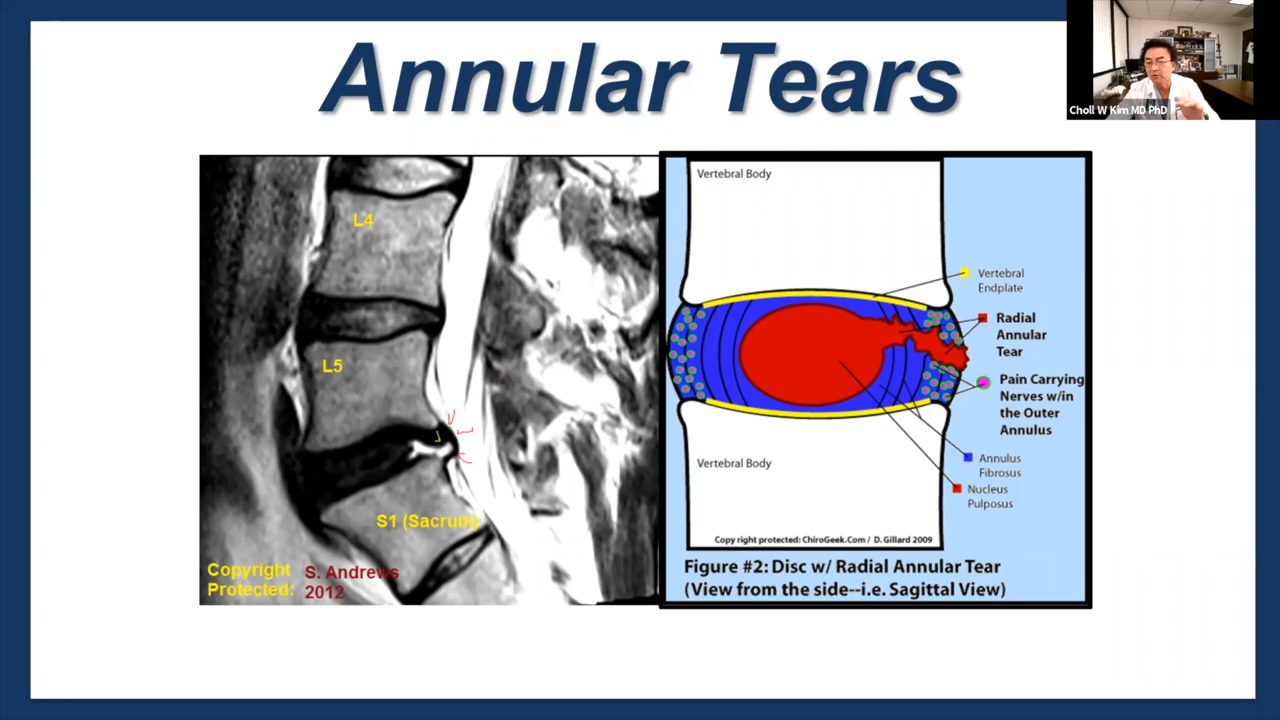 Annular Tears
Choll W Kim MD PhD
L4
L5
S1 (Sacrum)
Copyright
Protected:
S. Andrews
2012
Vertebral Body
Vertebral
Endplate
Radial
Annular
Tear
Pain Carrying
Nerves w/in
the Outer
Annulus
Annulus
Fibrosus
Nucleus
Pulposus
Vertebral Body
Copy right protected: ChiroGeek.Com / D. Gillard 2009
Figure #2: Disc w/ Radial Annular Tear
(View from the side--i.e. Sagittal View)